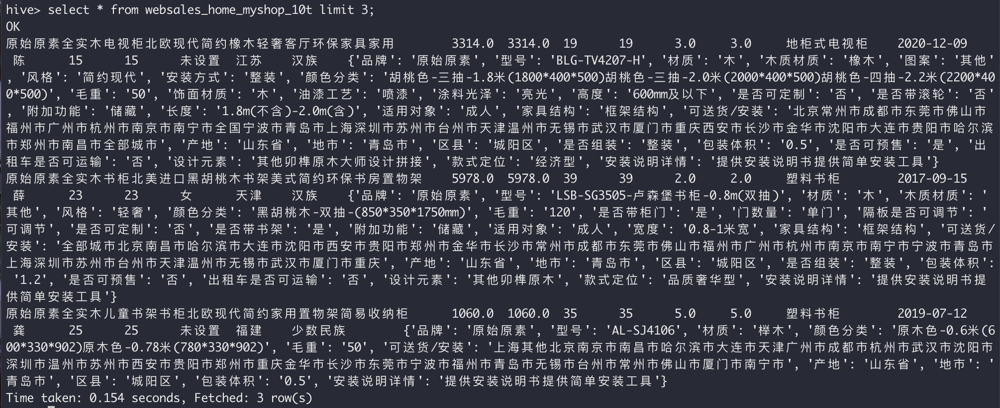 hive> select * from websales_home_myshop_10t limit 3;
OK
原始原素全实木电视柜北欧现代简约橡木轻奢客厅环保家具家用 3314.0 3314.0 19 19 3.0 3.0 地柜式电视柜 2020-12-09
陈 15 15 未设置 江苏 汉族 {'品牌': '原始原素', '型号': 'BLG-TV4207-H', '材质': '木', '木质材质': '橡木', '图案': '其他'
, '风格': '简约现代', '安装方式': '整装', '颜色分类': '胡桃色-三抽-1.8米(1800*400*500)胡桃色-三抽-2.0米(2000*400*500)胡桃色-四抽-2.2米(2200*40
0*500)', '毛重': '50', '饰面材质': '木', '油漆工艺': '喷漆', '涂料光泽': '亮光', '高度': '600mm及以下', '是否可定制': '否', '是否带滚轮': '否'
, '附加功能': '储藏', '长度': '1.8m(不含)-2.0m(含)', '适用对象': '成人', '家具结构': '框架结构', '可送货/安装': '北京常州市成都市东莞市佛山市
福州市广州市杭州市南京市南宁市全国宁波市青岛市上海深圳市苏州市台州市天津温州市无锡市武汉市厦门市重庆西安市长沙市金华市沈阳市大连市贵阳市哈尔滨
市郑州市南昌市全部城市', '产地': '山东省', '地市': '青岛市', '区县': '城阳区', '是否组装': '整装', '包装体积': '0.5', '是否可预售': '是', '出
租车是否可运输': '否', '设计元素': '其他卯榫原木大师设计拼接', '款式定位': '经济型', '安装说明详情': '提供安装说明书提供简单安装工具'}
原始原素全实木书柜北美进口黑胡桃木书架美式简约环保书房置物架 5978.0 5978.0 39 39 2.0 2.0 塑料书柜 2017-09-15
薛 23 23 女 天津 汉族 {'品牌': '原始原素', '型号': 'LSB-SG3505-卢森堡书柜-0.8m(双抽)', '材质': '木', '木质材质': '
其他', '风格': '轻奢', '颜色分类': '黑胡桃木-双抽-(850*350*1750mm)', '毛重': '120', '是否带柜门': '是', '门数量': '单门', '隔板是否可调节': '
可调节', '是否可定制': '否', '是否带书架': '是', '附加功能': '储藏', '适用对象': '成人', '宽度': '0.8-1米宽', '家具结构': '框架结构', '可送货/
安装': '全部城市北京南昌市哈尔滨市大连市沈阳市西安市贵阳市郑州市金华市长沙市常州市成都市东莞市佛山市福州市广州市杭州市南京市南宁市宁波市青岛市
上海深圳市苏州市台州市天津温州市无锡市武汉市厦门市重庆', '产地': '山东省', '地市': '青岛市', '区县': '城阳区', '是否组装': '整装', '包装体积':
'1.2', '是否可预售': '否', '出租车是否可运输': '否', '设计元素': '其他卯榫原木', '款式定位': '品质奢华型', '安装说明详情': '提供安装说明书提
供简单安装工具'}
原始原素全实木儿童书架书柜北欧现代简约家用置物架简易收纳柜 1060.0 1060.0 35 35 5.0 5.0 塑料书柜 2019-07-12
龚 25 25 未设置 福建 少数民族 {'品牌': '原始原素', '型号': 'AL-SJ4106', '材质': '榉木', '颜色分类': '原木色-0.6米(6
00*330*902)原木色-0.78米(780*330*902)', '毛重': '50', '可送货/安装': '上海其他北京南京市南昌市哈尔滨市大连市天津广州市成都市杭州市武汉市沈阳市
深圳市温州市苏州市西安市贵阳市郑州市重庆金华市长沙市东莞市宁波市福州市青岛市无锡市台州市常州市佛山市厦门市南宁市', '产地': '山东省', '地市': '
青岛市', '区县': '城阳区', '包装体积': '0.5', '安装说明详情': '提供安装说明书提供简单安装工具'}
Time taken: 0.154 seconds, Fetched: 3 row(s)